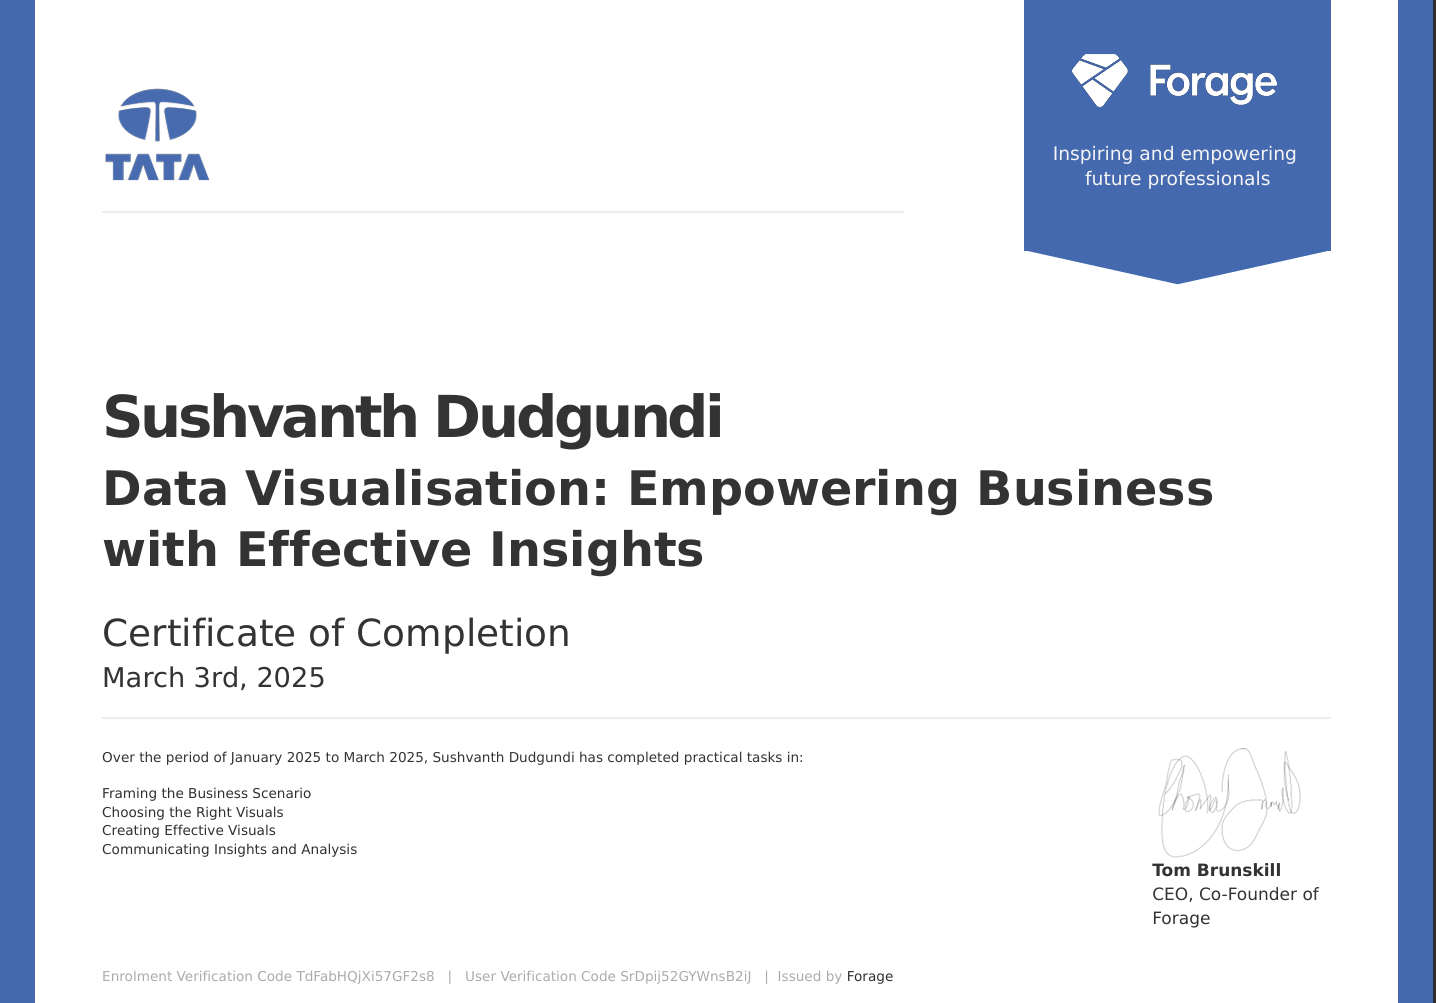 TATA
Forage
Inspiring and empowering
future professionals
Sushvanth Dudgundi
Data Visualisation: Empowering Business
with Effective Insights
Certificate of Completion
March 3rd, 2025
Over the period of January 2025 to March 2025, Sushvanth Dudgundi has completed practical tasks in:
Framing the Business Scenario
Choosing the Right Visuals
Creating Effective Visuals
Communicating Insights and Analysis
Tom Brunskill
CEO, Co-Founder of
Forage
Enrolment Verification Code TdFabHQjXi57GF2s8 | User Verification Code SrDpij52GYWnsB2iJ | Issued by Forage